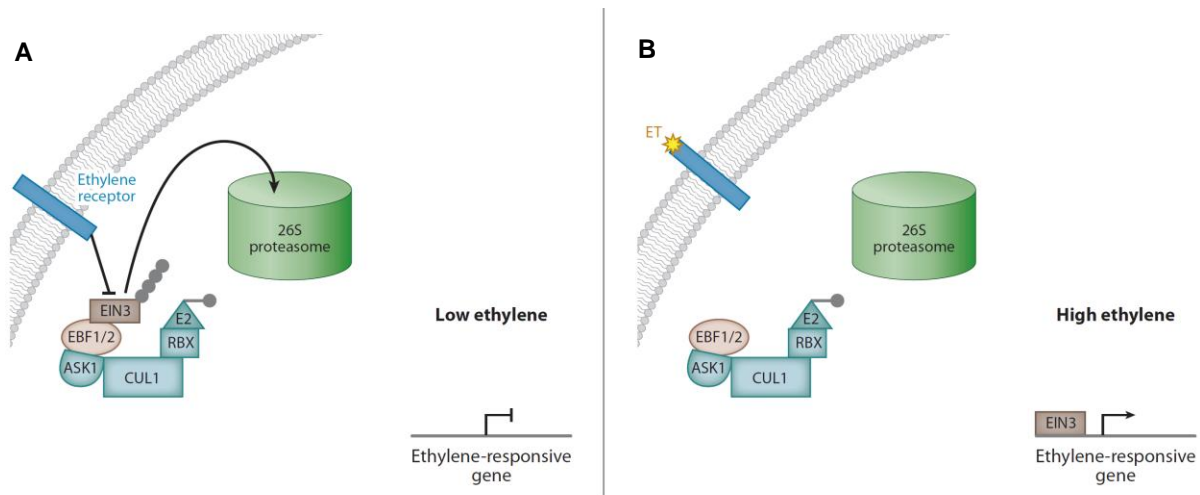 A
Ethylene
receptor
26S
proteasome
EIN3
EBF1/2
ASK1
CUL1
E2
RBX
Low ethylene
Ethylene-responsive
gene
B
ET
26S
proteasome
EBF1/2
ASK1
CUL1
E2
RBX
High ethylene
EIN3
Ethylene-responsive
gene